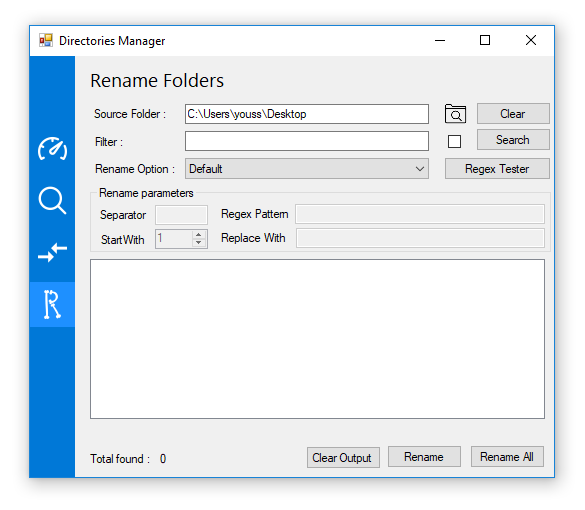 Directories Manager
Rename Folders
Source Folder : C:\Users\youss\Desktop Clear
Filter : Search
Rename Option : Default Regex Tester
Rename parameters
Separator Regex Pattern
StartWith 1 Replace With
Total found : 0 Clear Output Rename Rename All